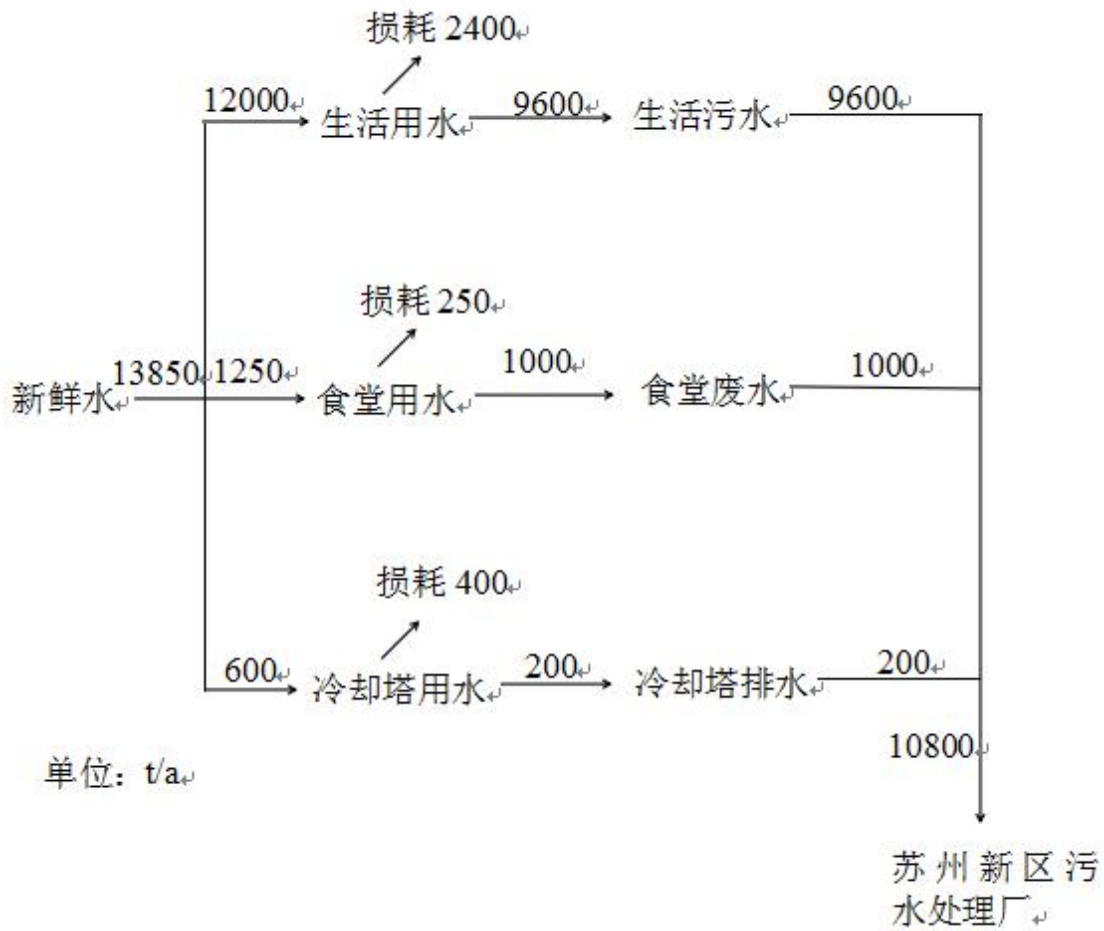 损耗 2400
12000
生活用水
9600
生活污水
9600
损耗 250
新鲜水
13850
1250
食堂用水
1000
食堂废水
1000
损耗 400
600
冷却塔用水
200
冷却塔排水
200
10800
单位：t/a
苏州新区污
水处理厂